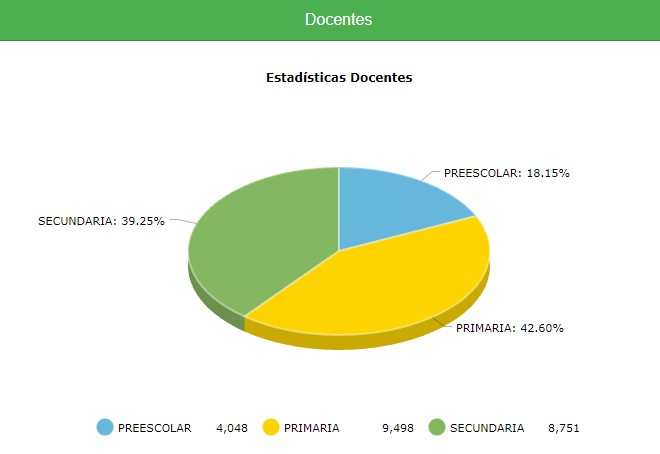 Docentes
Estadísticas Docentes
PREESCOLAR: 18.15%
SECUNDARIA: 39.25%
PRIMARIA: 42.60%
PREESCOLAR 4,048 PRIMARIA 9,498 SECUNDARIA 8,751